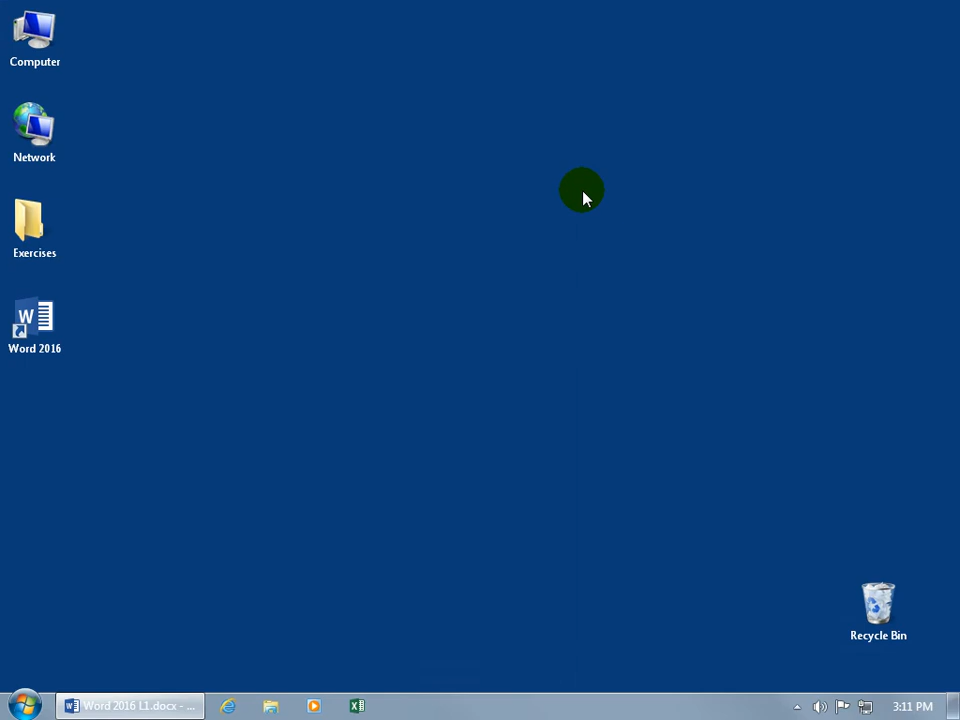 Computer
Network
Exercises
W
Word 2016
Recycle Bin
Word 2016 L1.docx - ...
3:11 PM